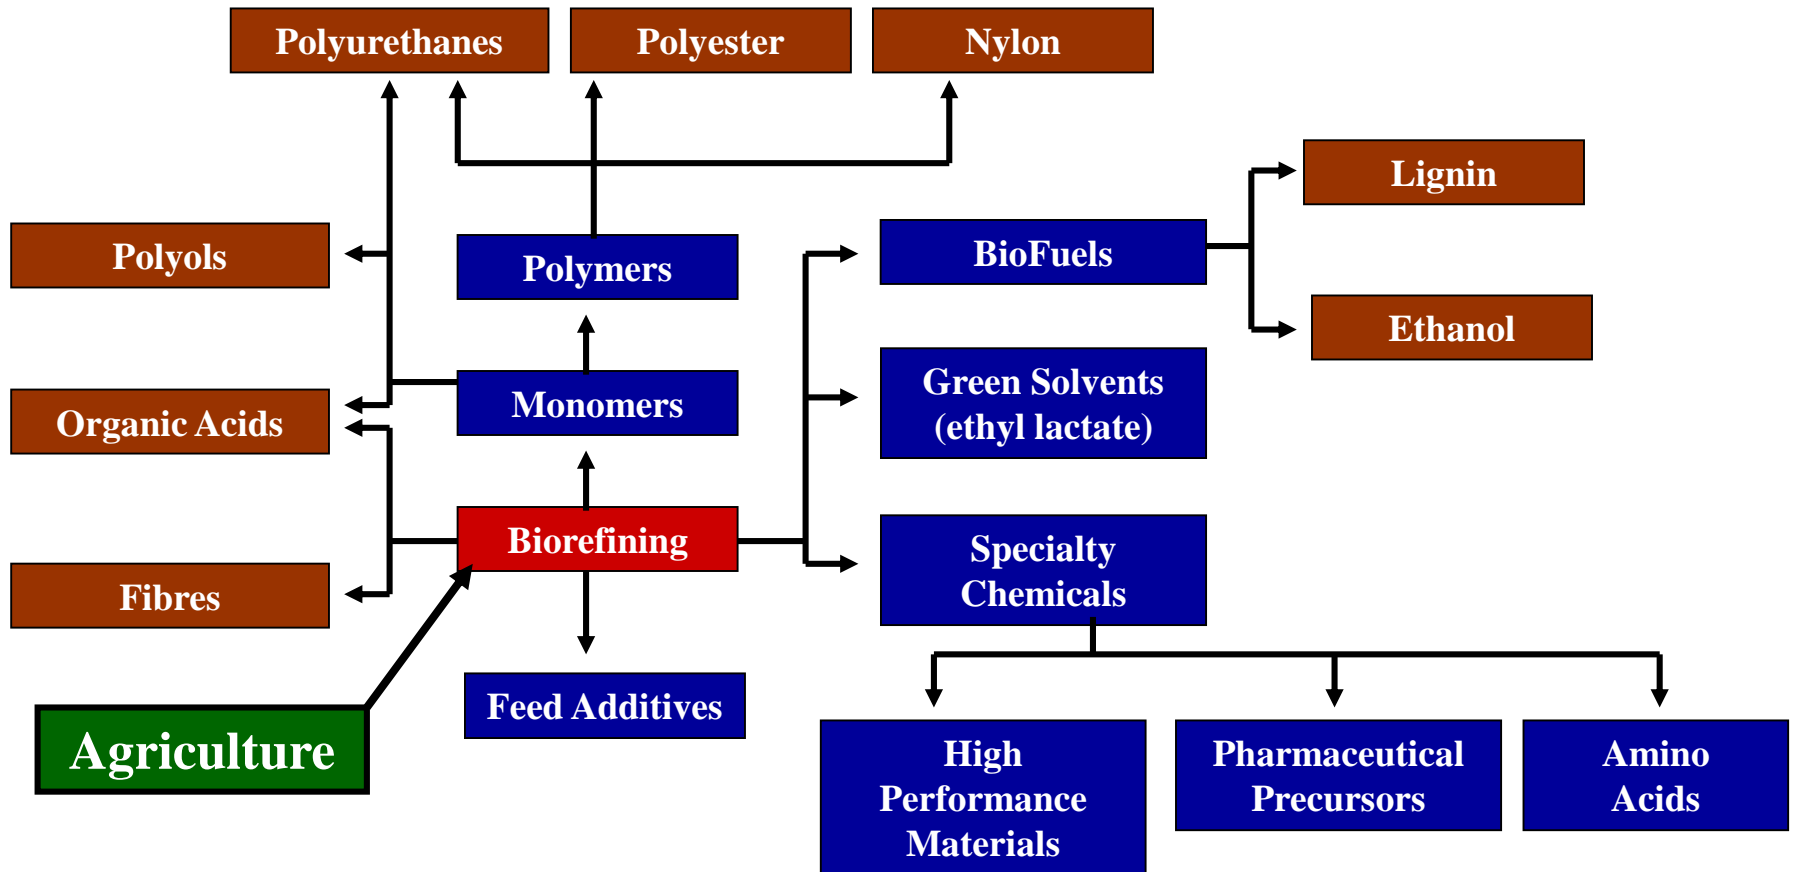 Polyurethanes
Polyester
Nylon
Lignin
Polyols
Polymers
BioFuels
Ethanol
Organic Acids
Monomers
Green Solvents
(ethyl lactate)
Fibres
Biorefining
Specialty
Chemicals
Agriculture
Feed Additives
High
Performance
Materials
Pharmaceutical
Precursors
Amino
Acids